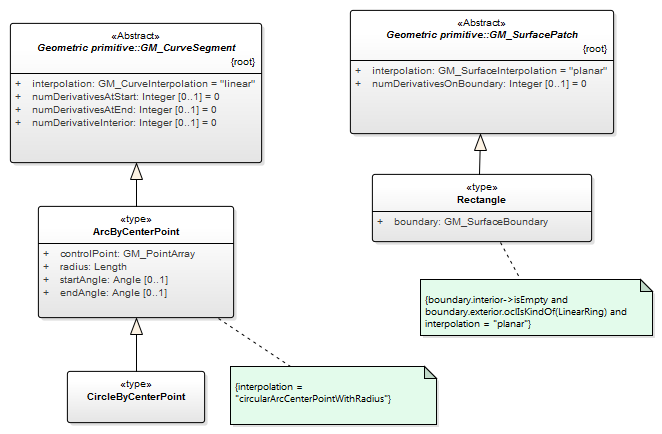 «Abstract»
Geometric primitive::GM_CurveSegment
{root}
+ interpolation: GM_CurveInterpolation = "linear"
+ numDerivativesAtStart: Integer [0..1] = 0
+ numDerivativesAtEnd: Integer [0..1] = 0
+ numDerivativeInterior: Integer [0..1] = 0
«Abstract»
Geometric primitive::GM_SurfacePatch
{root}
+ interpolation: GM_SurfaceInterpolation = "planar"
+ numDerivativesOnBoundary: Integer [0..1] = 0
«type»
ArcByCenterPoint
+ controlPoint: GM_PointArray
+ radius: Length
+ startAngle: Angle [0..1]
+ endAngle: Angle [0..1]
«type»
Rectangle
+ boundary: GM_SurfaceBoundary
{boundary.interior->isEmpty and
boundary.exterior.oclIsKindOf(LinearRing) and
interpolation = "planar"}
«type»
CircleByCenterPoint
{interpolation =
"circularArcCenterPointWithRadius"}